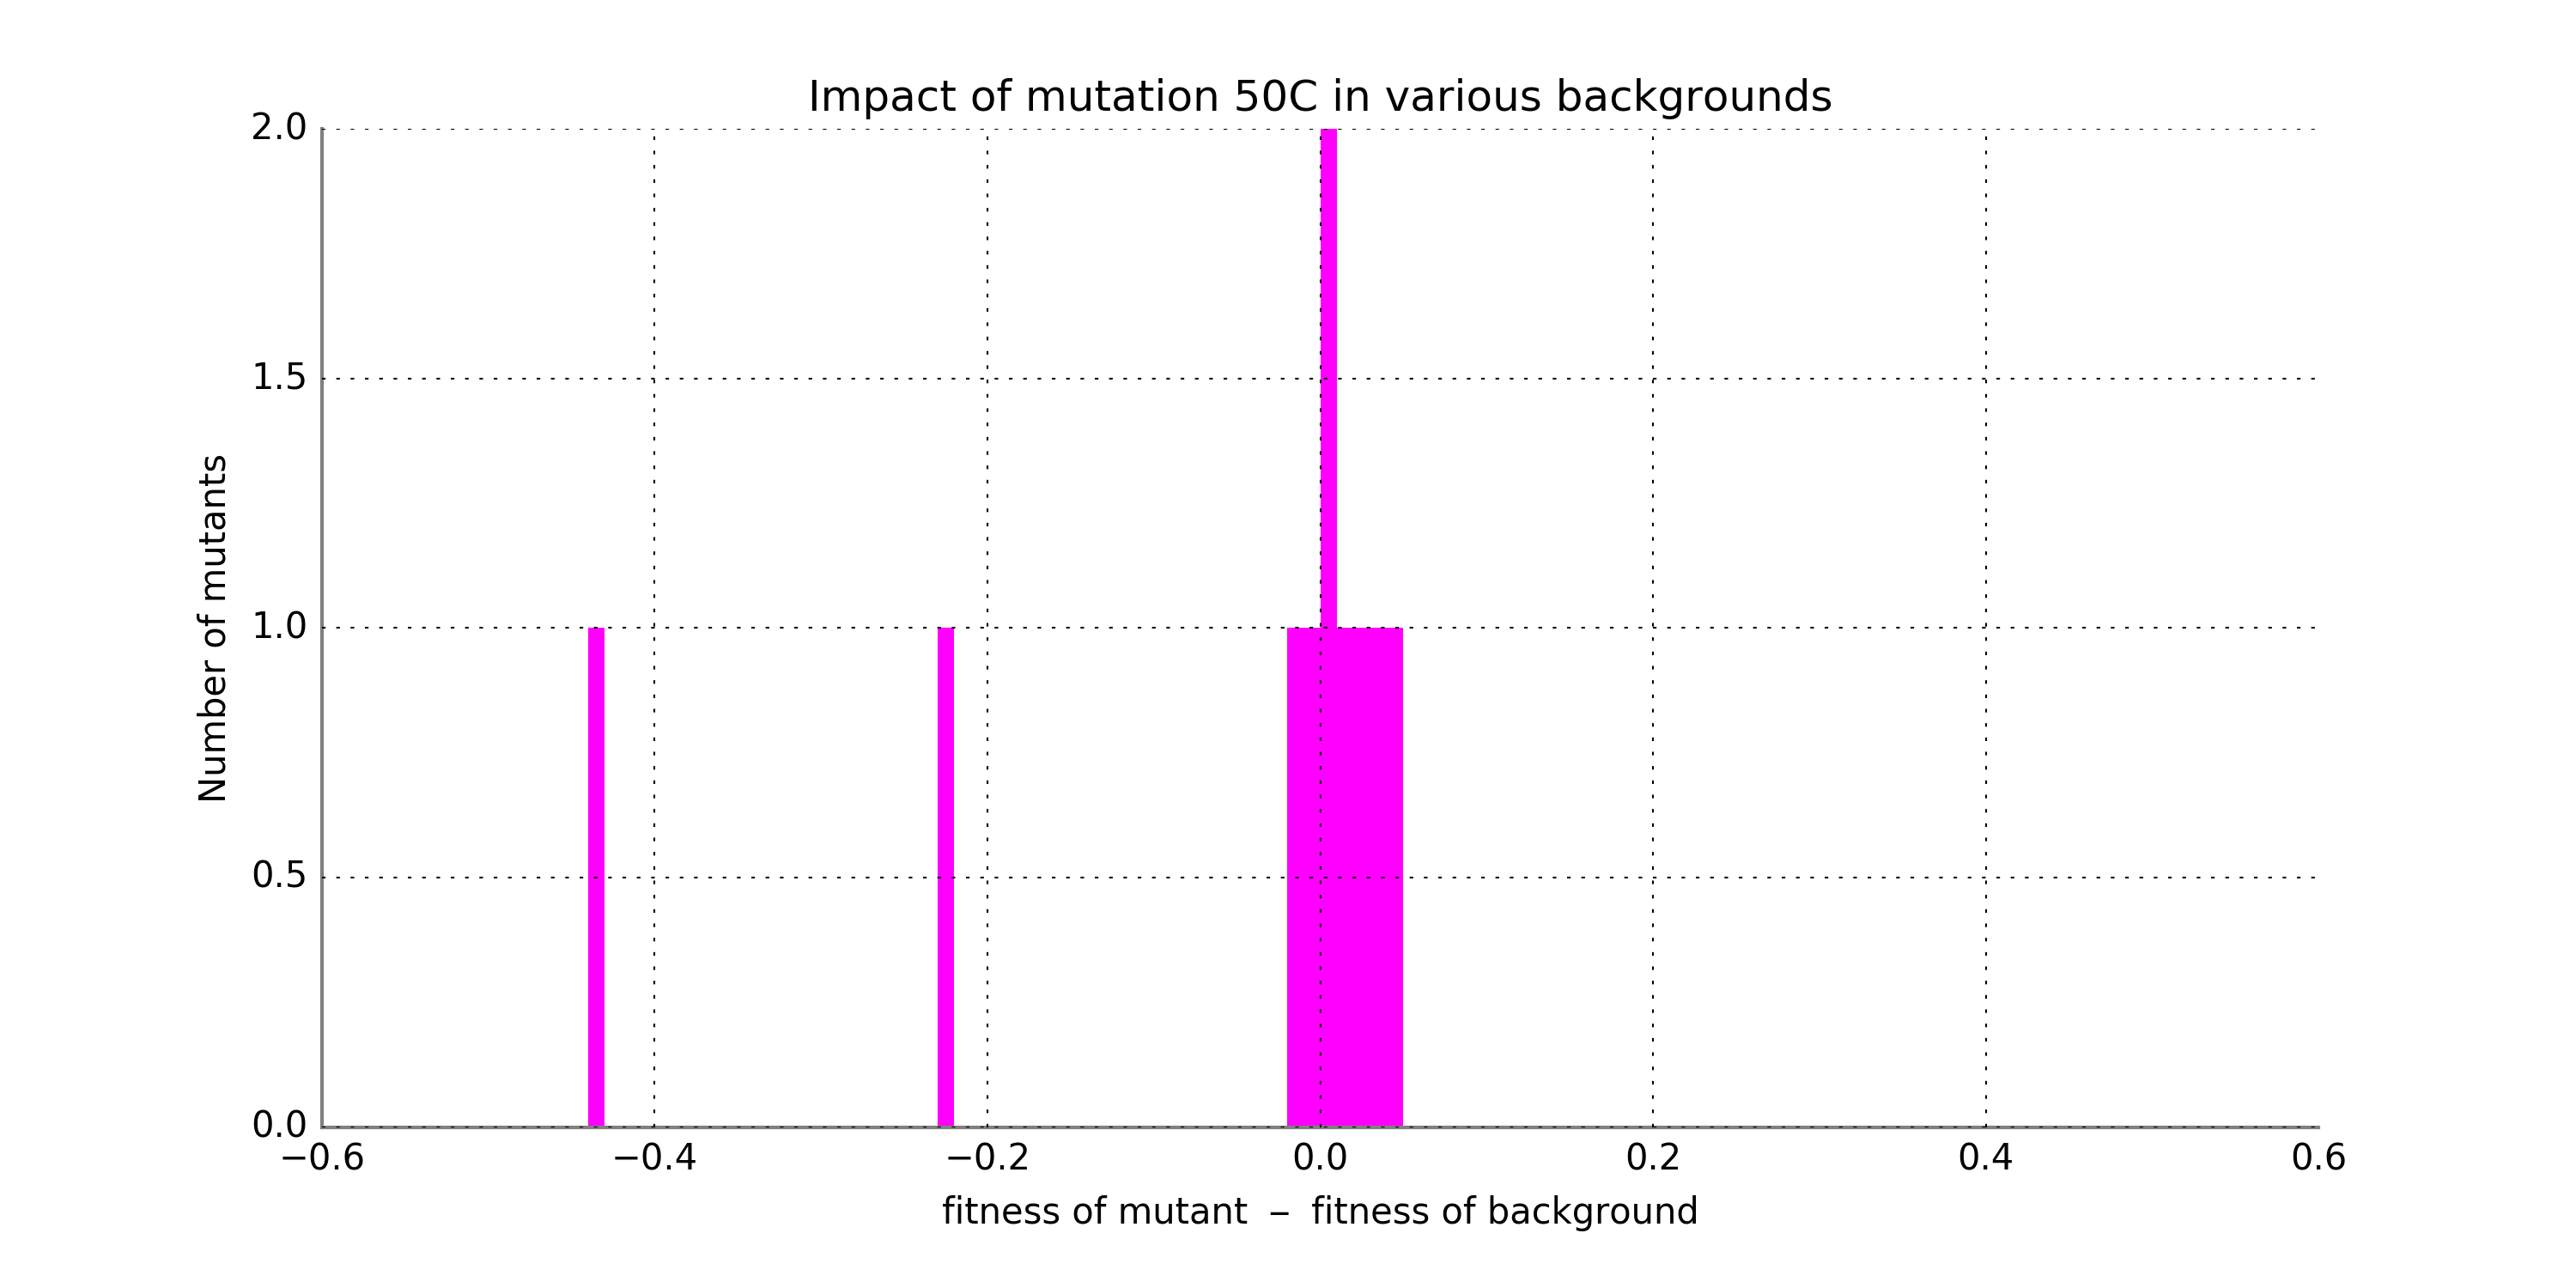 Impact of mutation 50C in various backgrounds
2.0
1.5
1.0
0.5
0.0
Number of mutants
−0.6 −0.4 −0.2 0.0 0.2 0.4 0.6
fitness of mutant − fitness of background